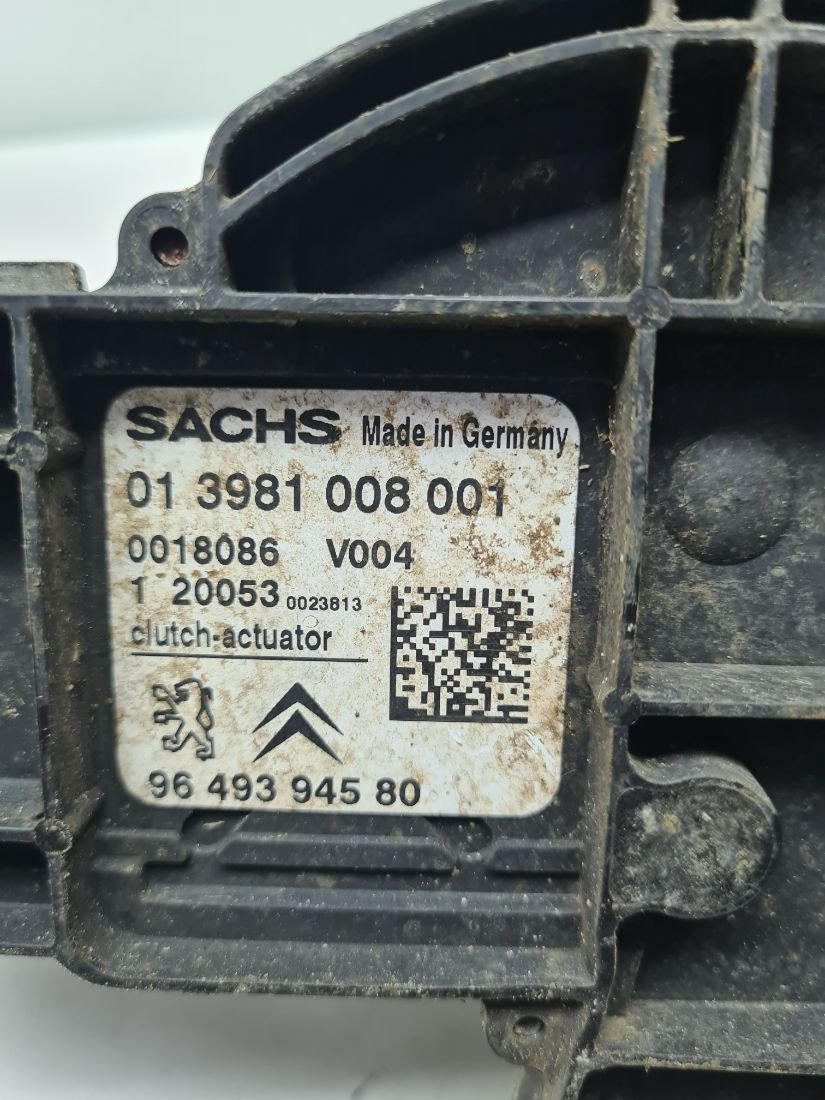 SACHS Made in Germany
01 3981 008 001
0018086 V004
1 20053 0023813
clutch-actuator
96 493 945 80